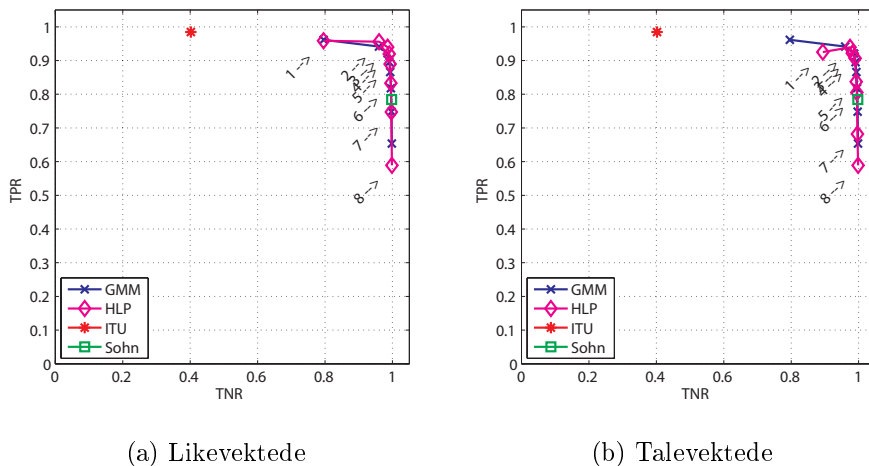 1
0.9
0.8
0.7
0.6
0.5
0.4
0.3
0.2
0.1
0
TPR
1 -->
2 -->
3 -->
4 -->
5 -->
6 -->
7 -->
8 -->
GMM
HLP
ITU
Sohn
0 0.2 0.4 0.6 0.8 1
TNR
(a) Likevektede
1
0.9
0.8
0.7
0.6
0.5
0.4
0.3
0.2
0.1
0
TPR
1 -->
2 -->
3 -->
4 -->
5 -->
6 -->
7 -->
8 -->
GMM
HLP
ITU
Sohn
0 0.2 0.4 0.6 0.8 1
TNR
(b) Talevektede